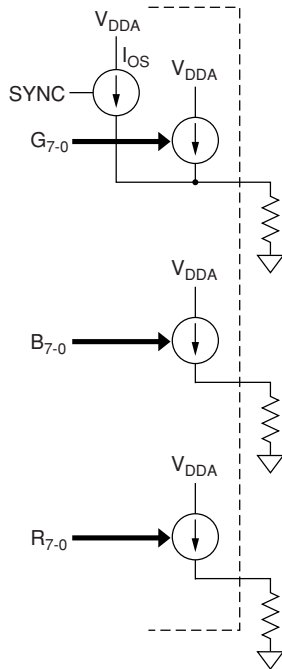 V_DDA
I_OS
V_DDA
SYNC
G_7-0
V_DDA
B_7-0
V_DDA
R_7-0